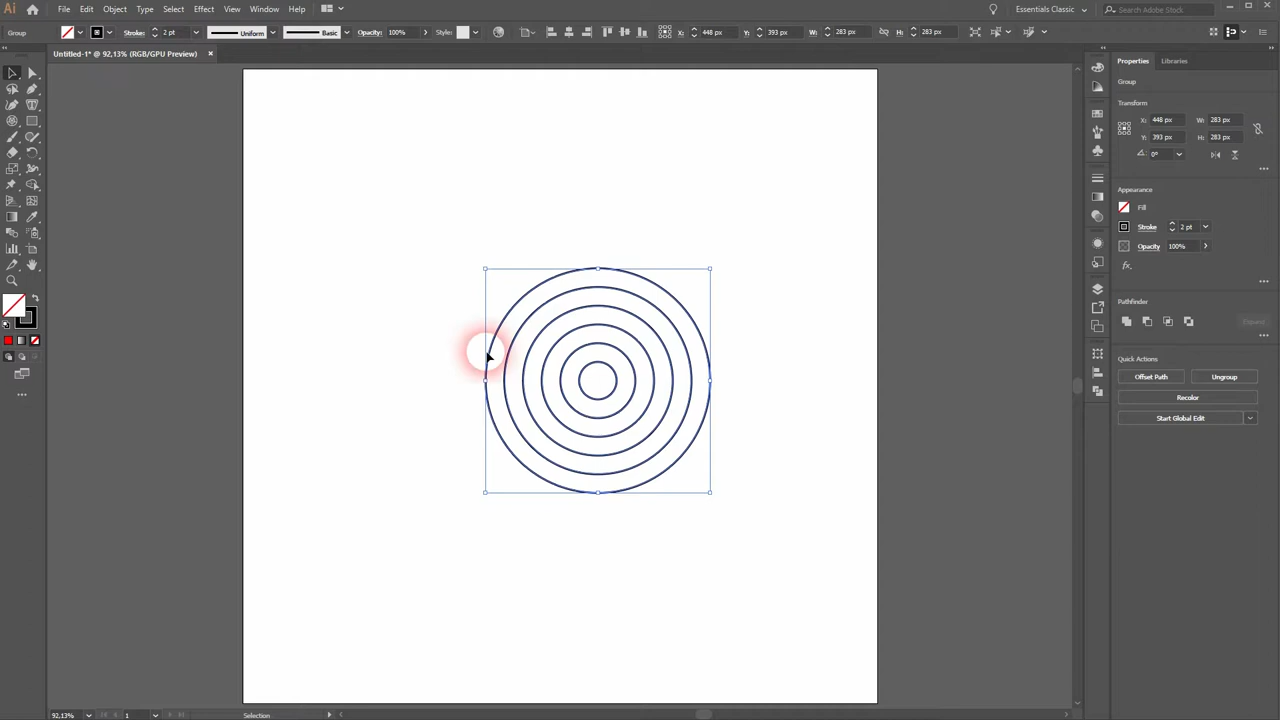 Ai File Edit Object Type Select Effect View Window Help Essentials Classic Search Adobe Stock
Group Stroke: 2 pt Uniform Basic Opacity: 100% Style: X: 448 px Y: 393 px W: 283 px H: 283 px
Untitled-1* @ 92,13% (RGB/GPU Preview) ×
Properties Libraries
Group
Transform
X: 448 px W: 283 px
Y: 393 px H: 283 px
0°
Appearance
Fill
Stroke 2 pt
Opacity 100%
fx.
Pathfinder
Expand
Quick Actions
Offset Path Ungroup
Recolor
Start Global Edit
92,13% 1 Selection